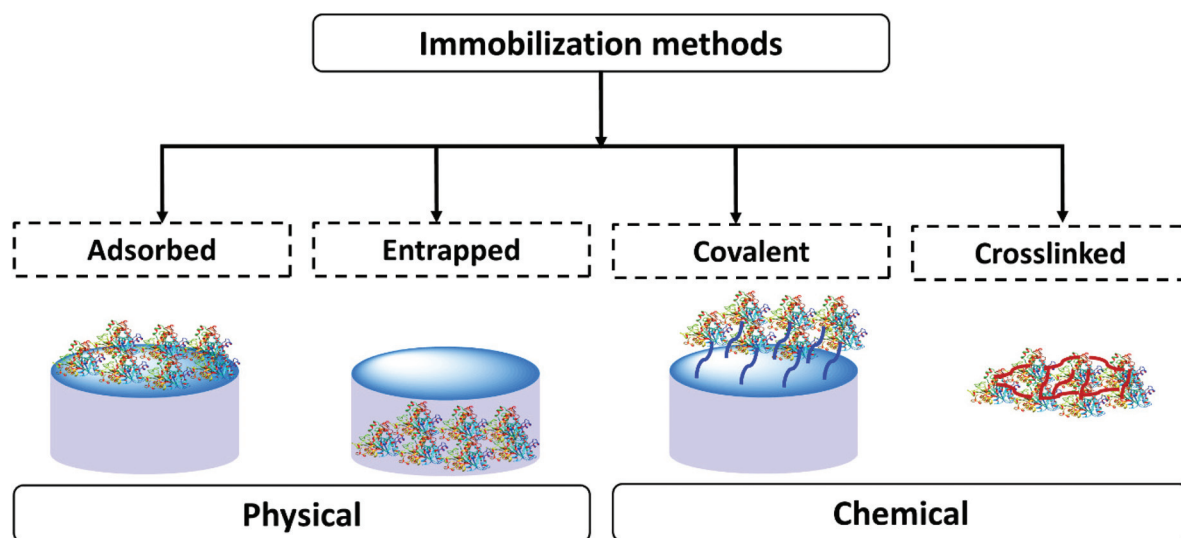 Immobilization methods
Adsorbed
Entrapped
Covalent
Crosslinked
Physical
Chemical